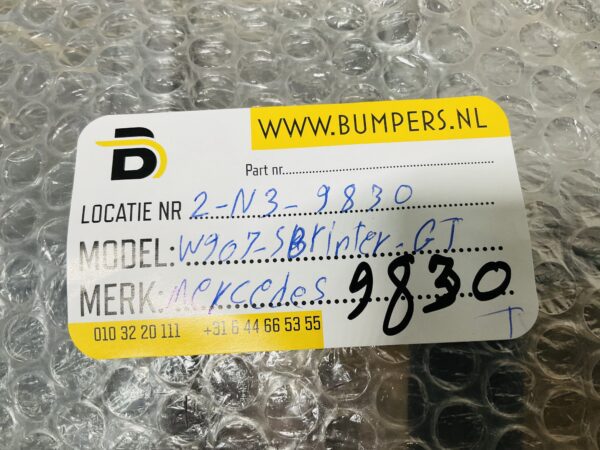 WWW.BUMPERS.NL
B
Part nr..........
LOCATIE NR 2-N3-9830
MODEL: W907-SBrinter-GT
MERK: Mercedes 9830
T
010 32 20 111 +31 6 44 66 53 55